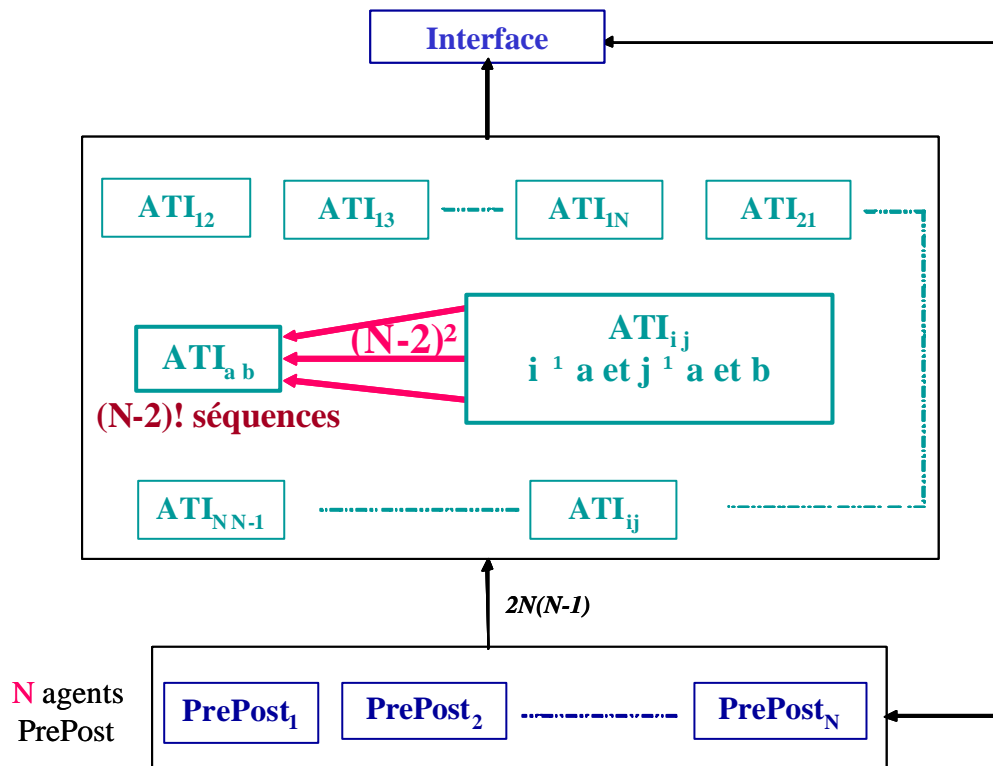 Interface
ATI12 ATI13 ATI1N ATI21
(N-2)²
ATIi j
i ¹ a et j ¹ a et b
ATIa b
(N-2)! séquences
ATIN N-1 ATIij
2N(N-1)
N agents
PrePost
PrePost1 PrePost2 PrePostN